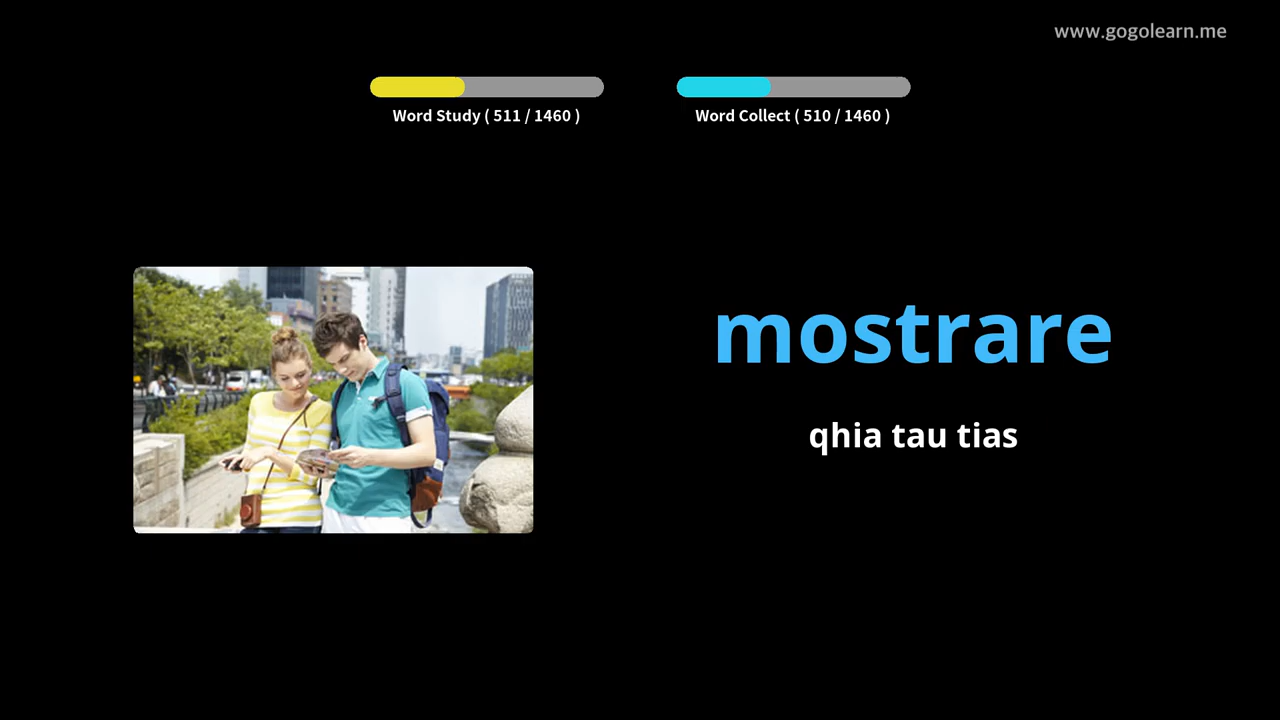 www.gogolearn.me
Word Study ( 511 / 1460 )
Word Collect ( 510 / 1460 )
mostrare
qhia tau tias